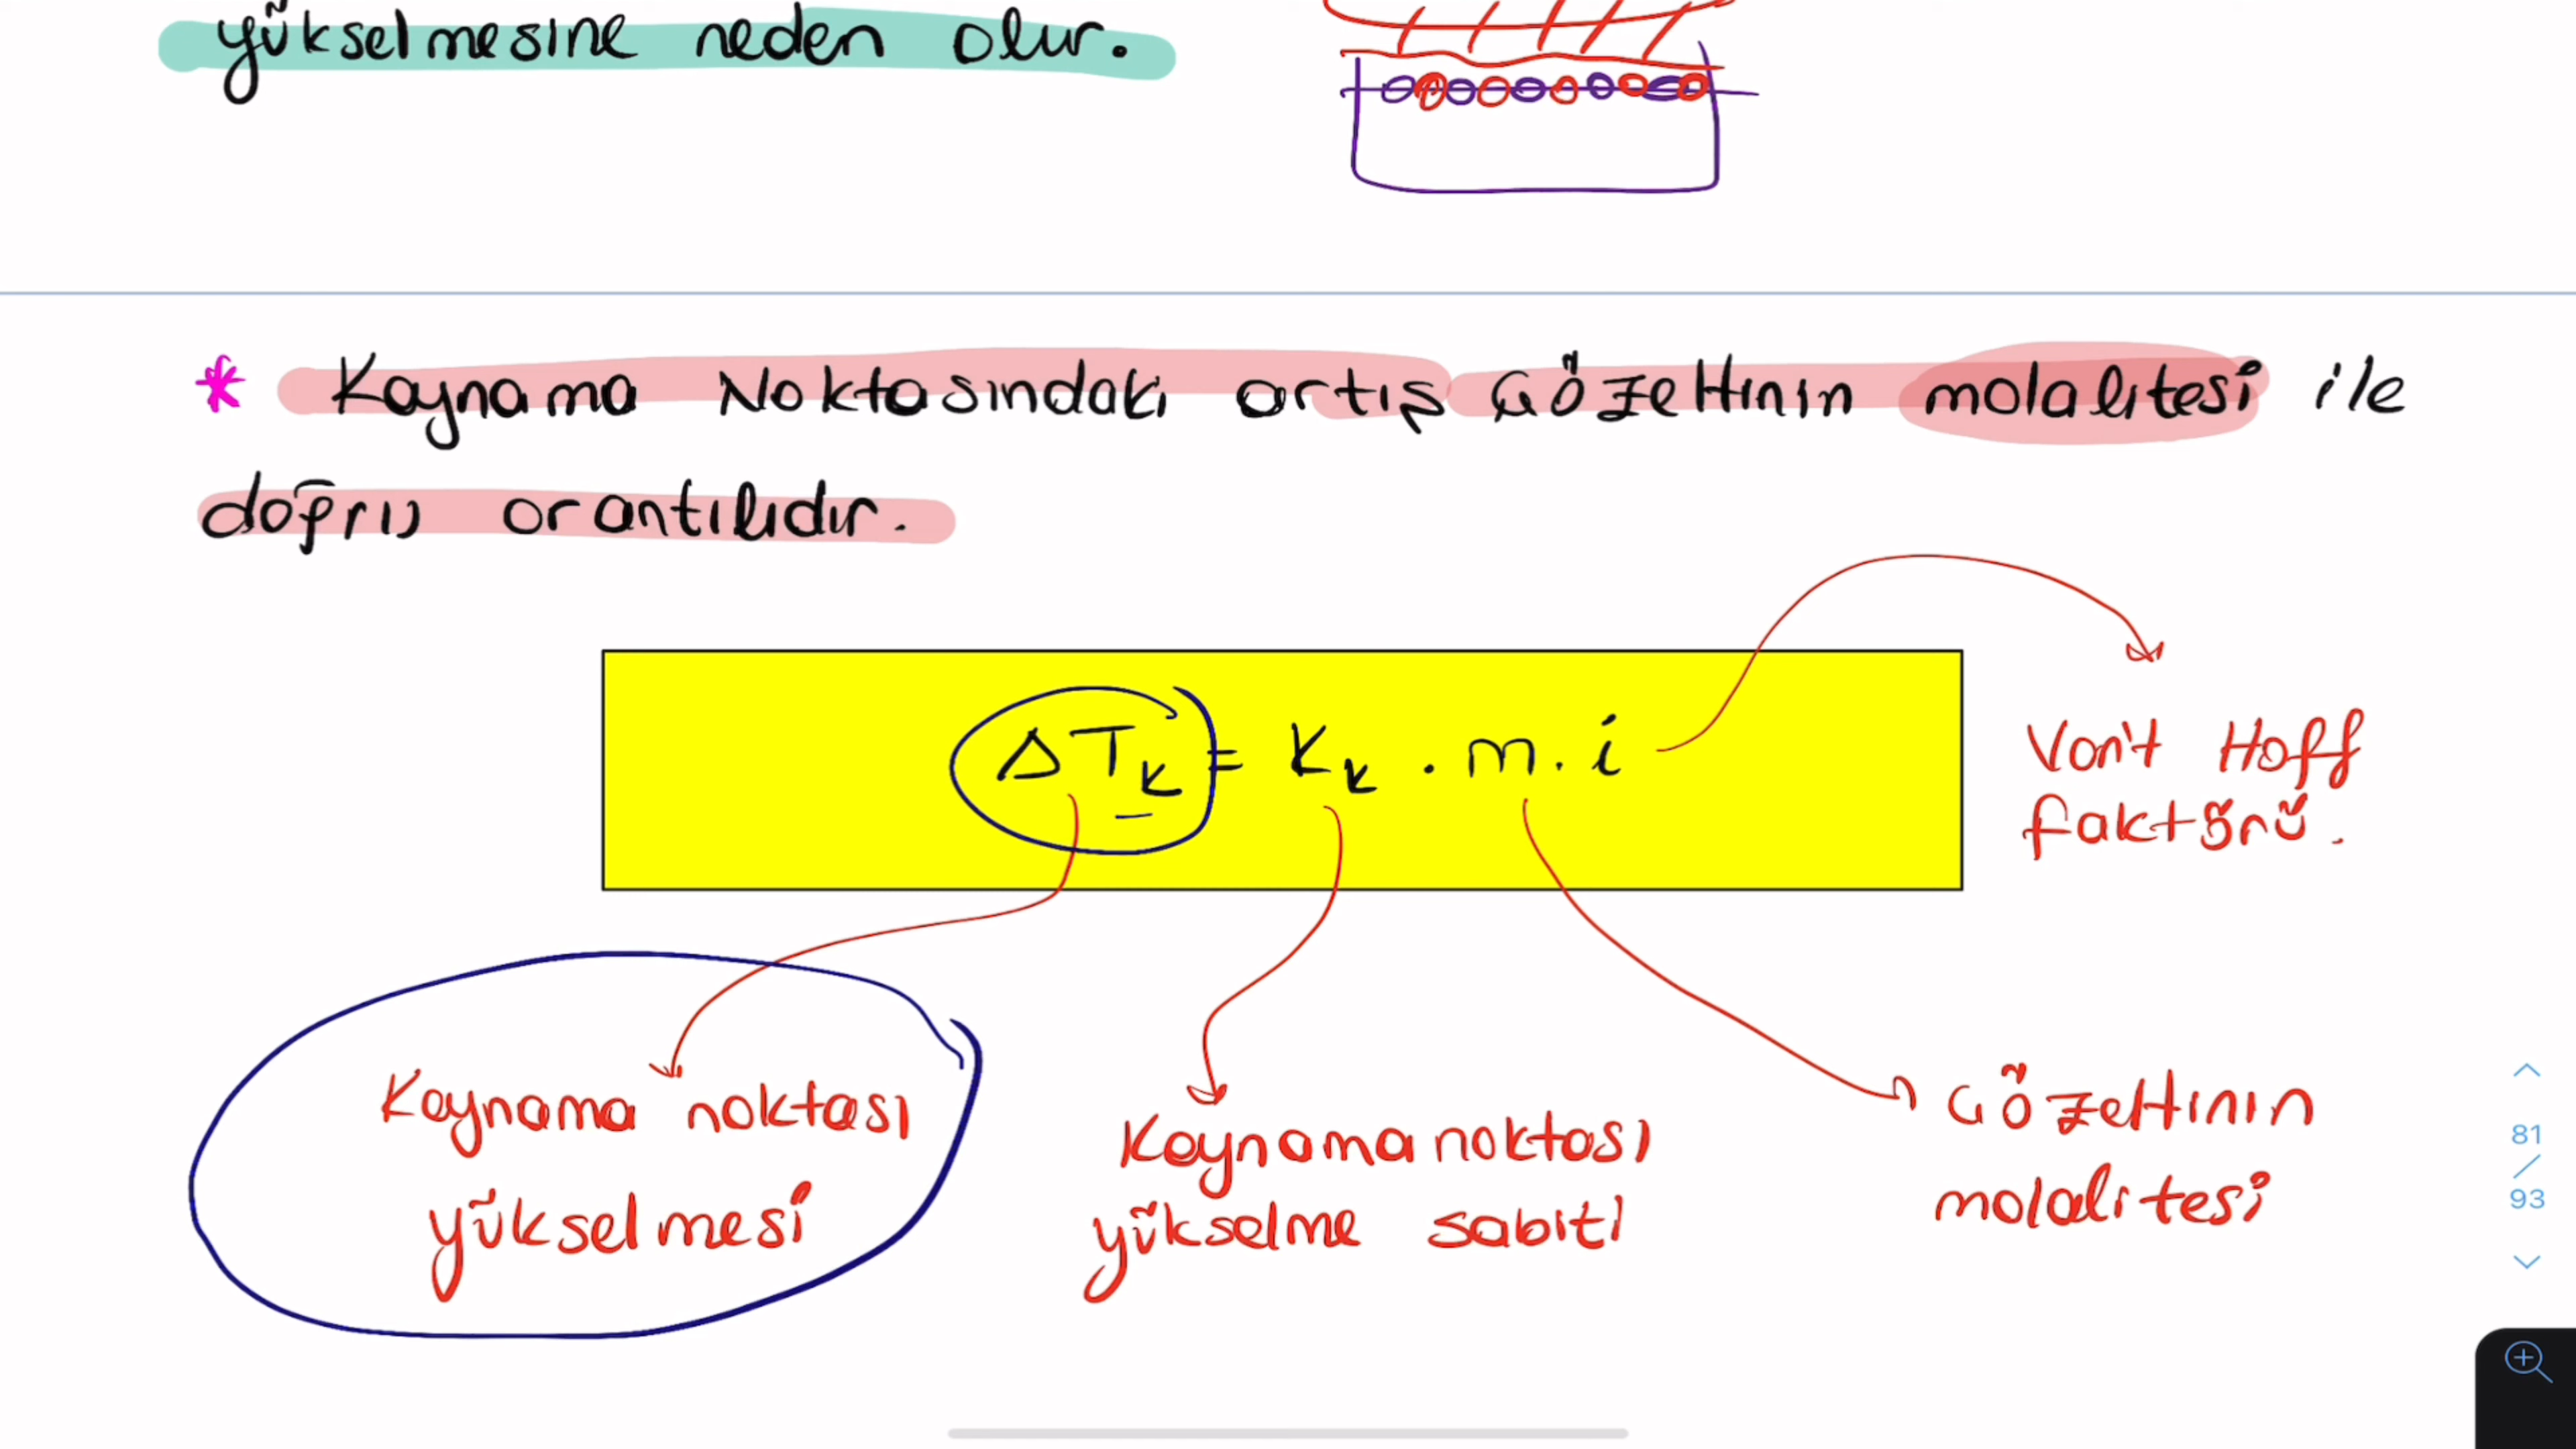 yükselmesine neden olur.
* Kaynama Noktasındaki artış Çözeltinin molalitesi ile
doğru orantılıdır.
ΔTk = Kk . m . i
Von't Hoff
faktörü.
Kaynama noktası
yükselmesi
Kaynama noktası
yükselme sabiti
Çözeltinin
molalitesi
81
/
93